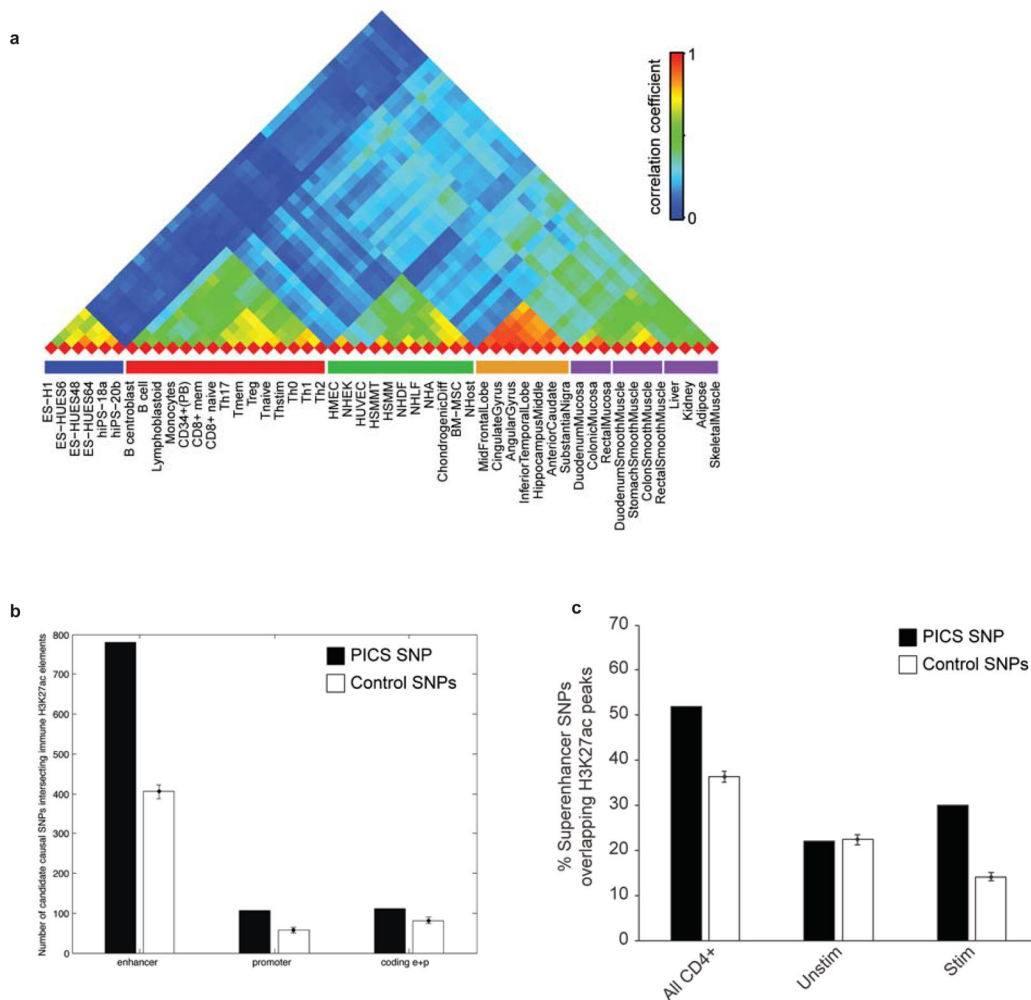 a
1
correlation coefficient
0
ES-H1
ES-HUES6
ES-HUES48
ES-HUES64
hiPS-18a
hiPS-20b
B centroblast
B cell
Lymphoblastoid
Monocytes
CD34+(PB)
CD8+ mem
CD8+ naive
Th17
Tmem
Treg
Tnaive
Thstim
Th0
Th1
Th2
HMEC
NHEK
HUVEC
HSMMT
HSMM
NHDF
NHLF
NHA
ChondrogenicDiff
BM-MSC
NHost
MidFrontalLobe
CingulateGyrus
AngularGyrus
InferiorTemporalLobe
HippocampusMiddle
AnteriorCaudate
SubstantiaNigra
DuodenumMucosa
ColonicMucosa
RectalMucosa
DuodenumSmoothMuscle
StomachSmoothMuscle
ColonSmoothMuscle
RectalSmoothMuscle
Liver
Kidney
Adipose
SkeletalMuscle
b
Number of candidate causal SNPs intersecting immune H3K27ac elements
800
700
600
500
400
300
200
100
0
PICS SNP
Control SNPs
enhancer
promoter
coding e+p
c
% Superenhancer SNPs
overlapping H3K27ac peaks
70
60
50
40
30
20
10
0
PICS SNP
Control SNPs
All CD4+
Unstim
Stim